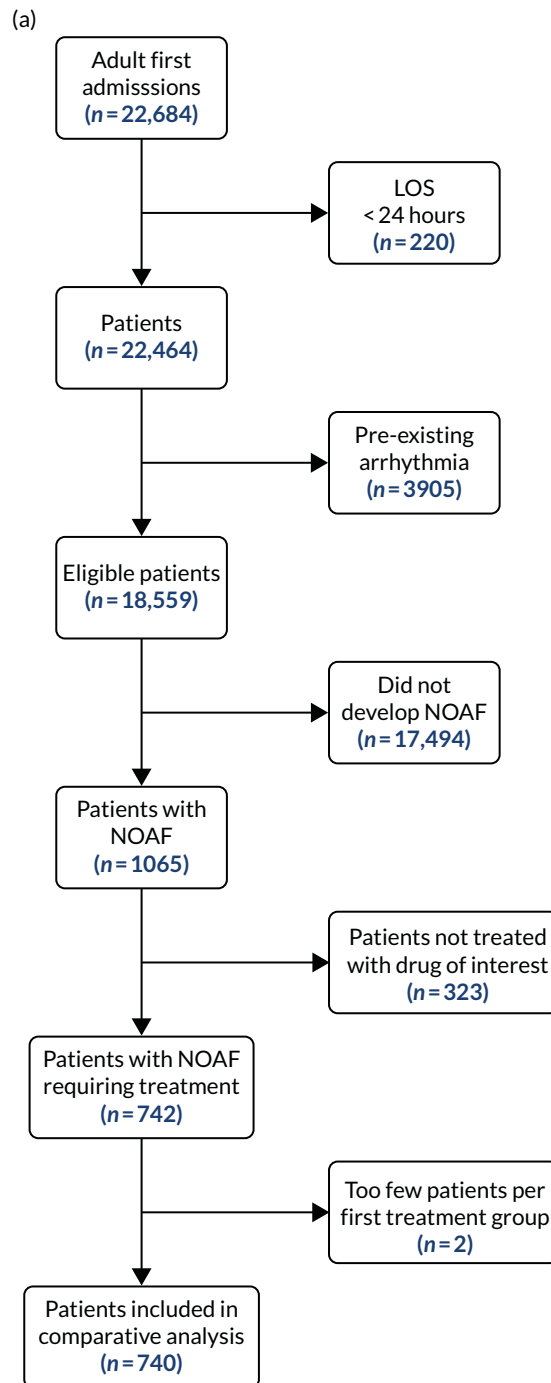 (a)
Adult first
admisssions
(n = 22,684)
LOS
< 24 hours
(n = 220)
Patients
(n = 22,464)
Pre-existing
arrhythmia
(n = 3905)
Eligible patients
(n = 18,559)
Did not
develop NOAF
(n = 17,494)
Patients with
NOAF
(n = 1065)
Patients not treated
with drug of interest
(n = 323)
Patients with NOAF
requiring treatment
(n = 742)
Too few patients per
first treatment group
(n = 2)
Patients included in
comparative analysis
(n = 740)